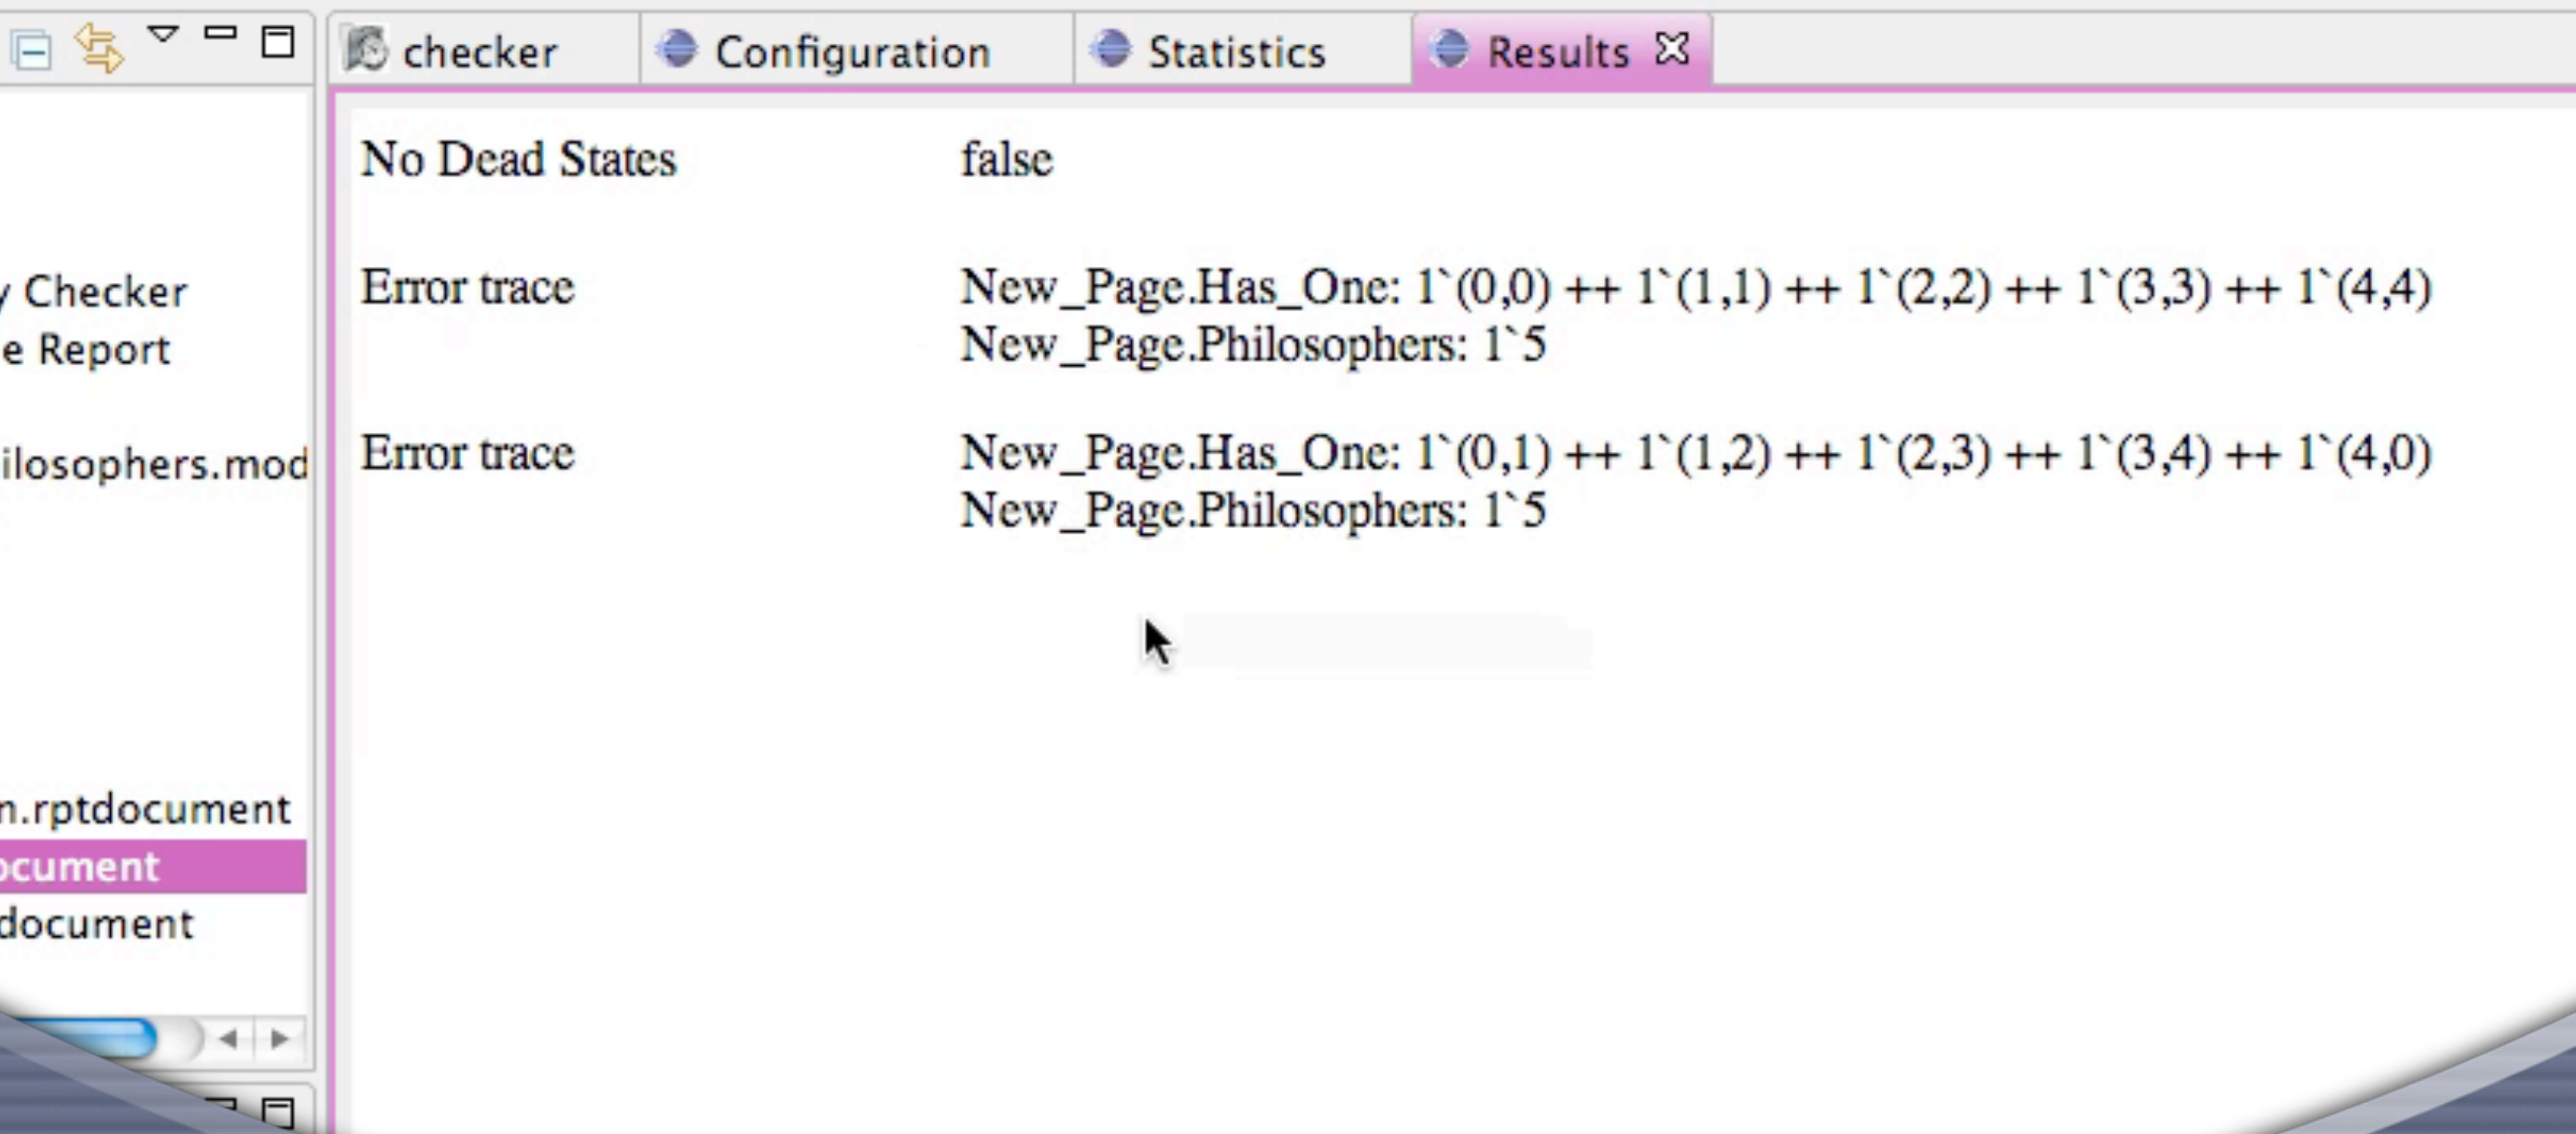 checker
Configuration
Statistics
Results
No Dead States false
Error trace New_Page.Has_One: 1`(0,0) ++ 1`(1,1) ++ 1`(2,2) ++ 1`(3,3) ++ 1`(4,4)
New_Page.Philosophers: 1`5
Error trace New_Page.Has_One: 1`(0,1) ++ 1`(1,2) ++ 1`(2,3) ++ 1`(3,4) ++ 1`(4,0)
New_Page.Philosophers: 1`5
y Checker
e Report
ilosophers.mod
n.rptdocument
ocument
document